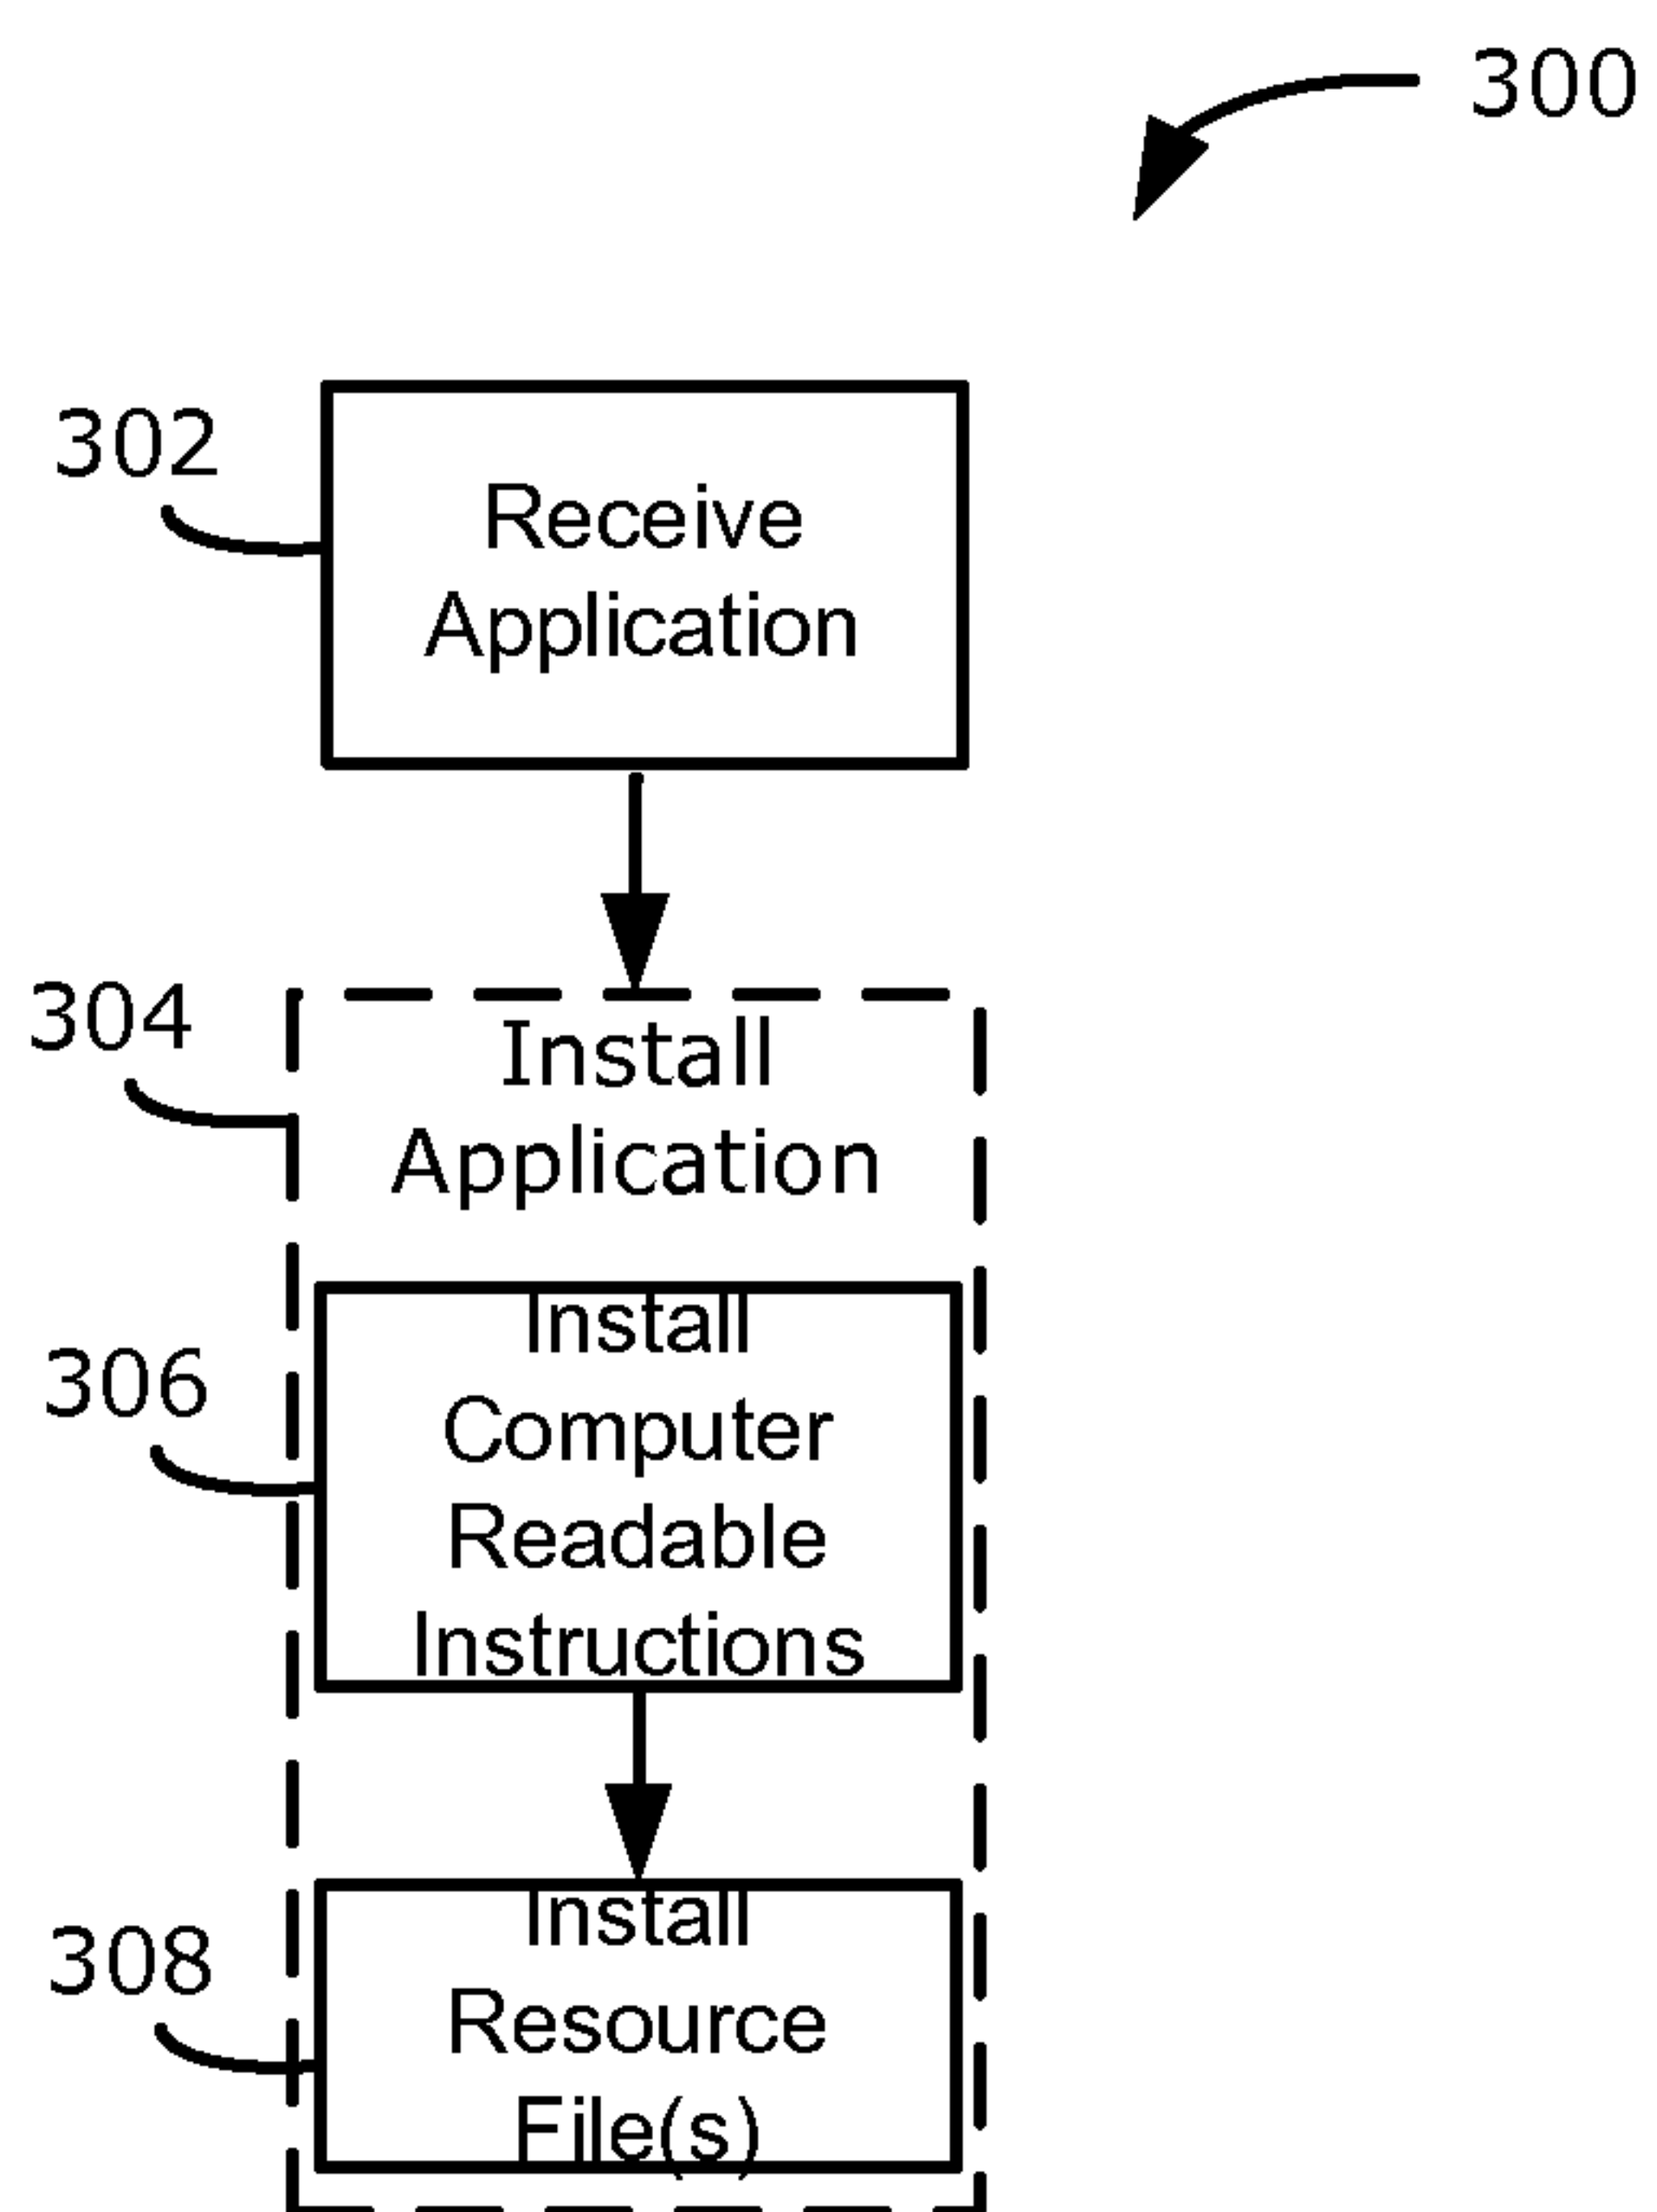 300
302
Receive
Application
304
Install
Application
306
Install
Computer
Readable
Instructions
308
Install
Resource
File(s)